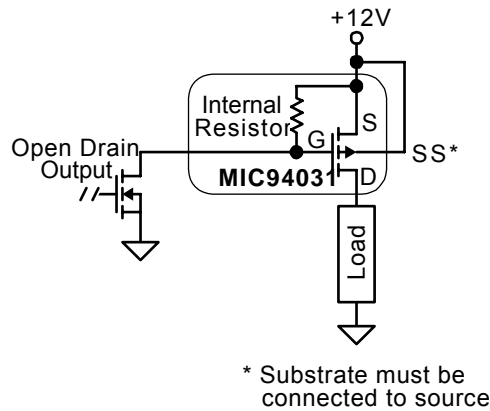 +12V
Internal
Resistor
S
G
Open Drain
Output
SS*
MIC94031
D
Load
* Substrate must be
connected to source